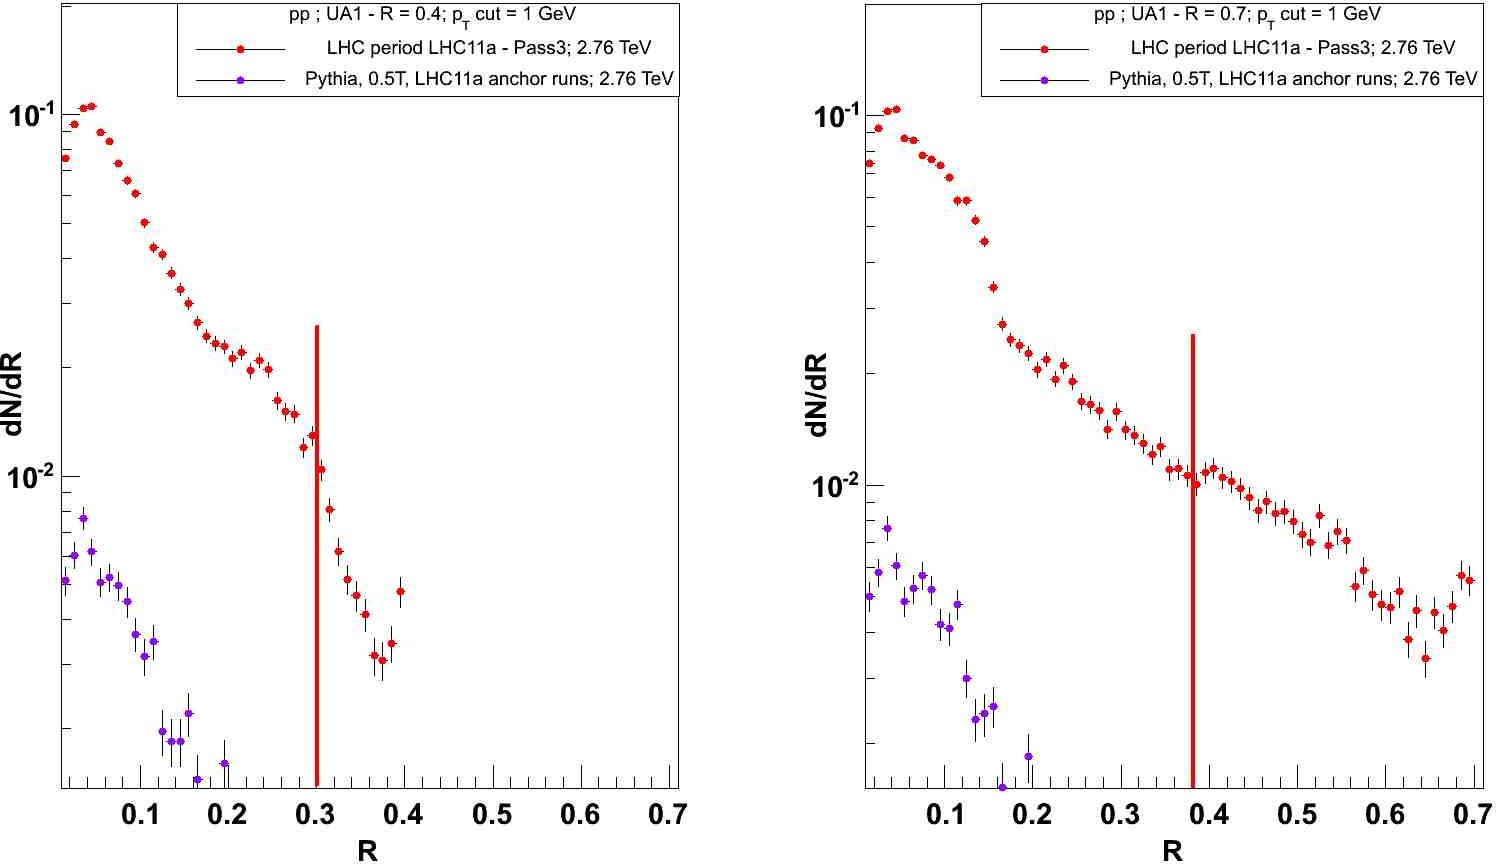 pp ; UA1 - R = 0.4; pT cut = 1 GeV
LHC period LHC11a - Pass3; 2.76 TeV
Pythia, 0.5T, LHC11a anchor runs; 2.76 TeV
10-1
10-2
dN/dR
0.1 0.2 0.3 0.4 0.5 0.6 0.7
R
pp ; UA1 - R = 0.7; pT cut = 1 GeV
LHC period LHC11a - Pass3; 2.76 TeV
Pythia, 0.5T, LHC11a anchor runs; 2.76 TeV
10-1
10-2
dN/dR
0.1 0.2 0.3 0.4 0.5 0.6 0.7
R